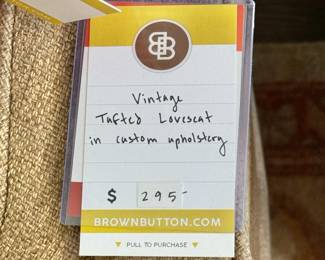 BB
Vintage
Tufted Loveseat
in custom upholstery
$ 295-
BROWNBUTTON.COM
▼ PULL TO PURCHASE ▼